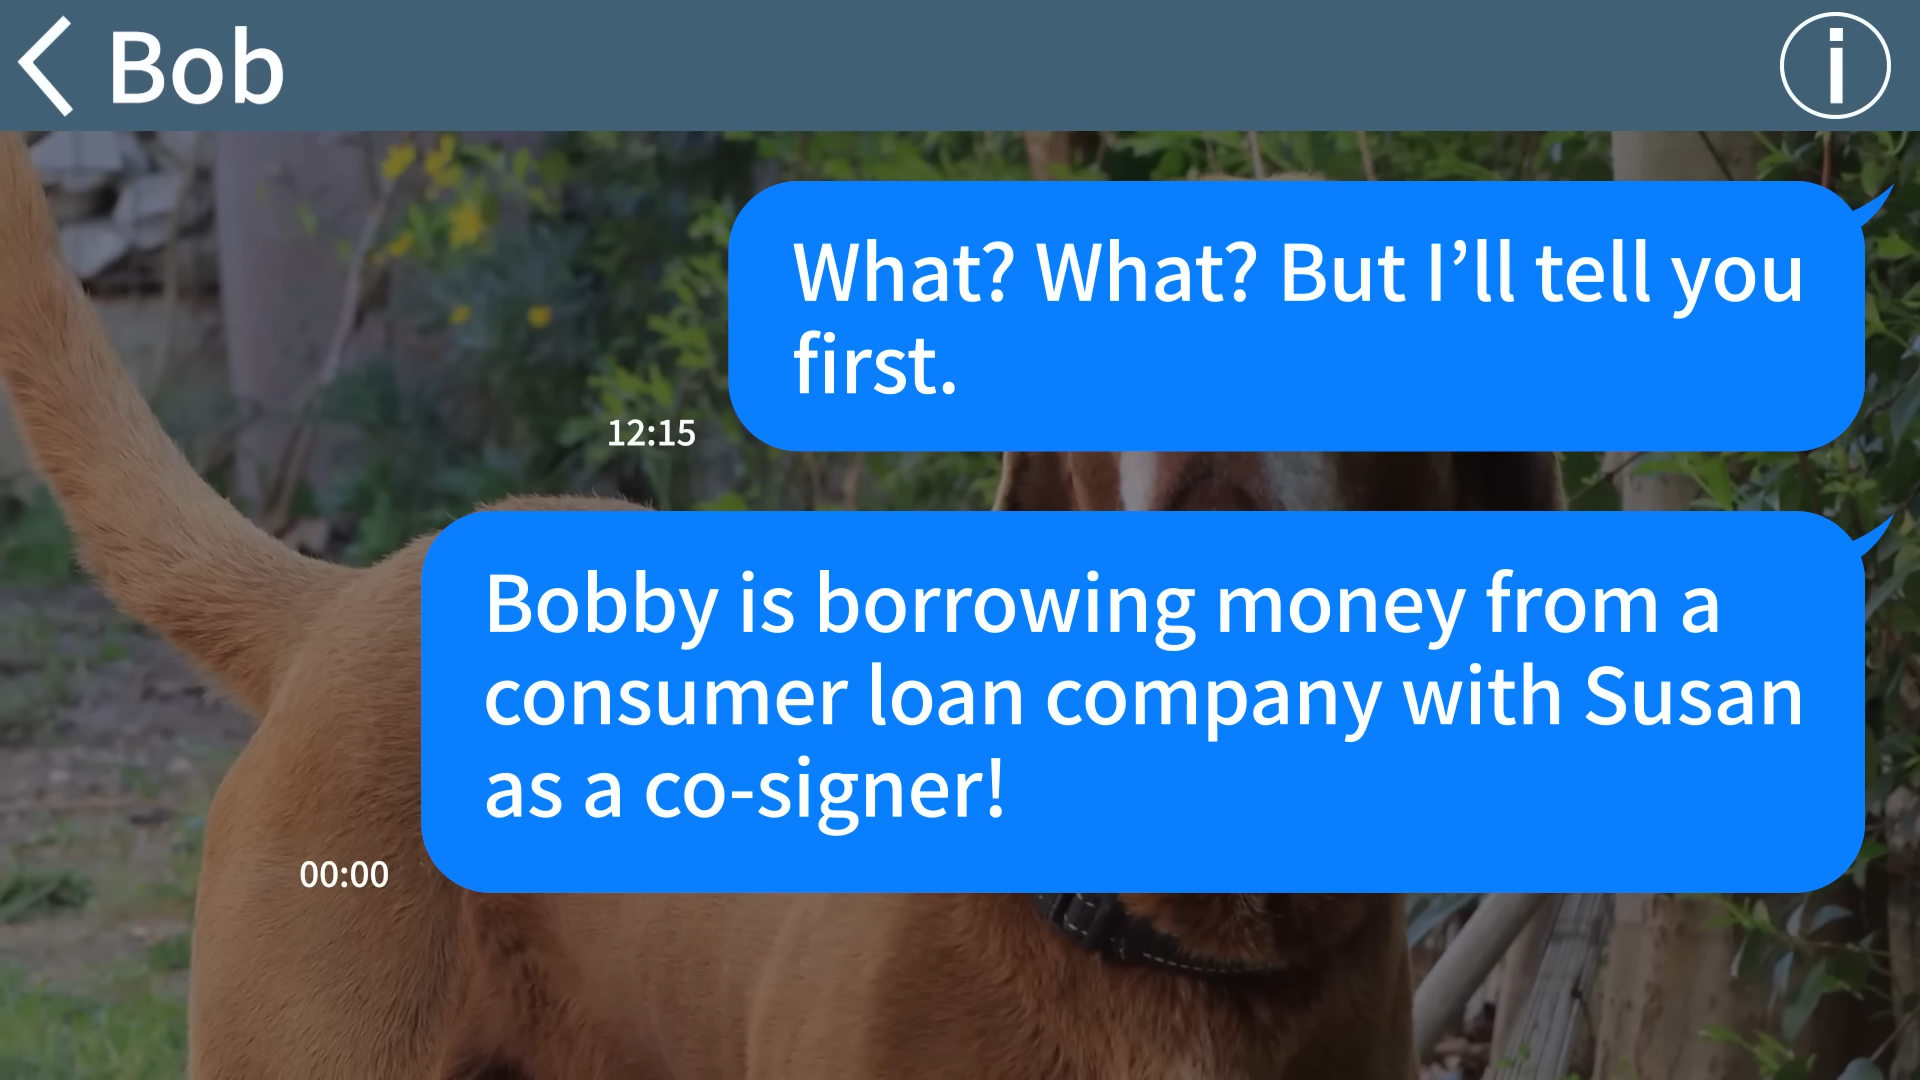 Bob
What? What? But I’ll tell you
first.
12:15
Bobby is borrowing money from a
consumer loan company with Susan
as a co-signer!
00:00